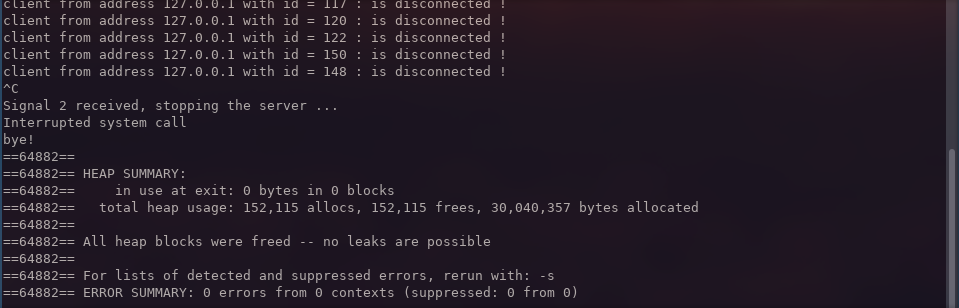 client from address 127.0.0.1 with id = 117 : is disconnected !
client from address 127.0.0.1 with id = 120 : is disconnected !
client from address 127.0.0.1 with id = 122 : is disconnected !
client from address 127.0.0.1 with id = 150 : is disconnected !
client from address 127.0.0.1 with id = 148 : is disconnected !
^C
Signal 2 received, stopping the server ...
Interrupted system call
bye!
==64882==
==64882== HEAP SUMMARY:
==64882==     in use at exit: 0 bytes in 0 blocks
==64882==   total heap usage: 152,115 allocs, 152,115 frees, 30,040,357 bytes allocated
==64882==
==64882== All heap blocks were freed -- no leaks are possible
==64882==
==64882== For lists of detected and suppressed errors, rerun with: -s
==64882== ERROR SUMMARY: 0 errors from 0 contexts (suppressed: 0 from 0)